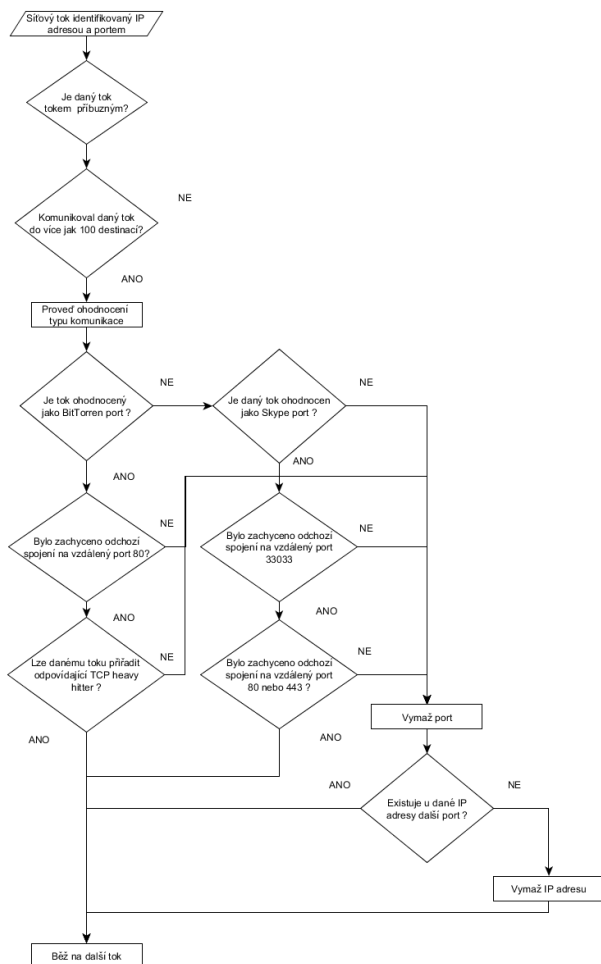 Síťový tok identifikovaný IP
adresou a portem
Je daný tok
tokem příbuzným?
NE
Komunikoval daný tok
do více jak 100 destinací?
ANO
Proveď ohodnocení
typu komunikace
NE
NE
Je tok ohodnocený
jako BitTorren port ?
Je daný tok ohodnocen
jako Skype port ?
ANO
ANO
NE
NE
Bylo zachyceno odchozí
spojení na vzdálený port 80?
Bylo zachyceno odchozí
spojení na vzdálený port
33033
ANO
ANO
NE
NE
Lze danému toku přiřadit
odpovídající TCP heavy
hitter ?
Bylo zachyceno odchozí
spojení na vzdálený port
80 nebo 443 ?
Vymaž port
ANO
ANO
ANO
NE
Existuje u dané IP
adresy další port ?
Vymaž IP adresu
Běž na další tok